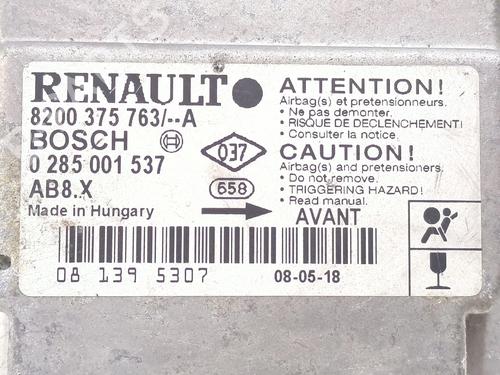 RENAULT
8200 375 763/--A
BOSCH
0 285 001 537
AB8.X
Made in Hungary
037
658
ATTENTION!
Airbag(s) et pretensionneurs.
• Ne pas demonter.
• RISQUE DE DECLENCHEMENT!
• Consulter la notice.
CAUTION!
Airbag(s) and pretensioners.
• Do not remove.
• TRIGGERING HAZARD!
• Read manual.
AVANT
08 139 5307
08-05-18